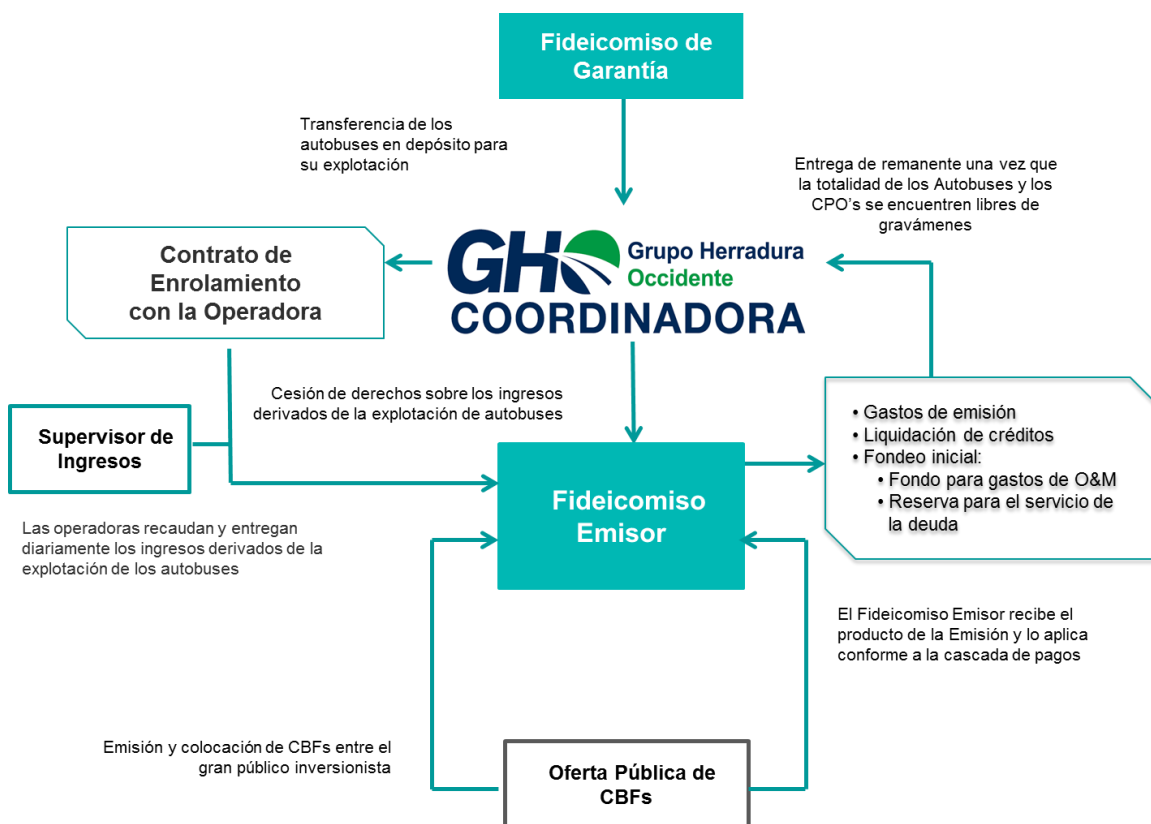 Fideicomiso de
Garantía
Transferencia de los
autobuses en depósito para
su explotación
Entrega de remanente una vez que
la totalidad de los Autobuses y los
CPO's se encuentren libres de
gravámenes
Contrato de
Enrolamiento
con la Operadora
GHO
Grupo Herradura
Occidente
COORDINADORA
Cesión de derechos sobre los ingresos
derivados de la explotación de autobuses
Supervisor de
Ingresos
• Gastos de emisión
• Liquidación de créditos
• Fondeo inicial:
• Fondo para gastos de O&M
• Reserva para el servicio de
la deuda
Fideicomiso
Emisor
Las operadoras recaudan y entregan
diariamente los ingresos derivados de la
explotación de los autobuses
El Fideicomiso Emisor recibe el
producto de la Emisión y lo aplica
conforme a la cascada de pagos
Emisión y colocación de CBFs entre el
gran público inversionista
Oferta Pública de
CBFs